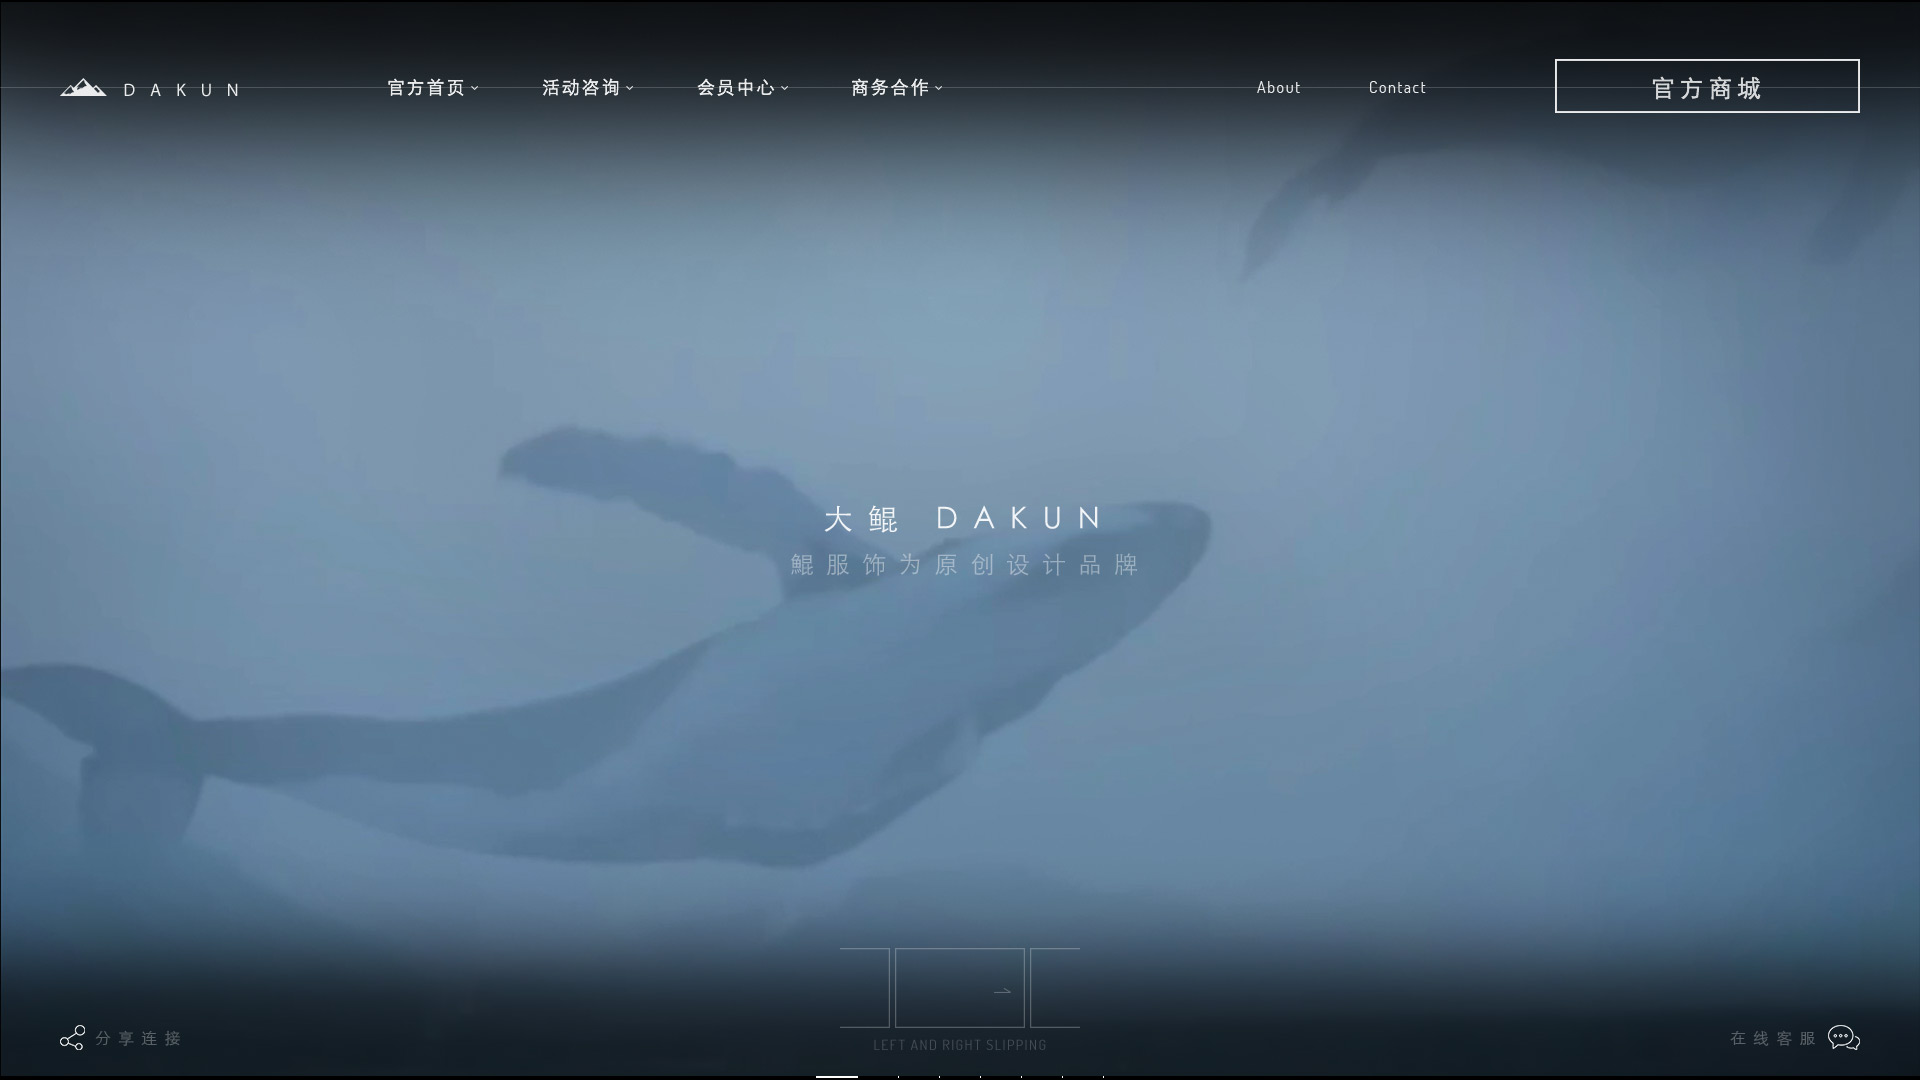 DAKUN
官方首页
活动咨询
会员中心
商务合作
About
Contact
官方商城
大鲲 DAKUN
鲲服饰为原创设计品牌
LEFT AND RIGHT SLIPPING
分享连接
在线客服